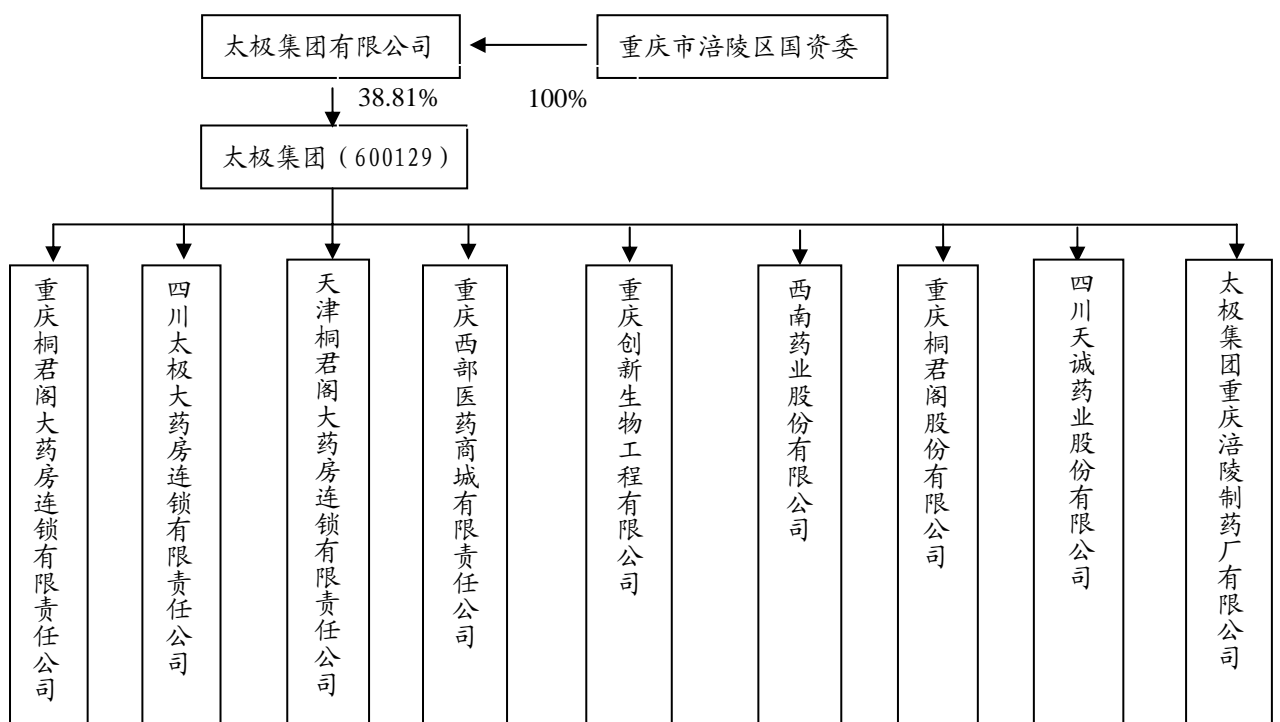 太极集团有限公司
重庆市涪陵区国资委
38.81%
100%
太极集团（600129）
重庆桐君阁大药房连锁有限责任公司
四川太极大药房连锁有限责任公司
天津桐君阁大药房连锁有限责任公司
重庆西部医药商城有限责任公司
重庆创新生物工程有限公司
西南药业股份有限公司
重庆桐君阁股份有限公司
四川天诚药业股份有限公司
太极集团重庆涪陵制药厂有限公司